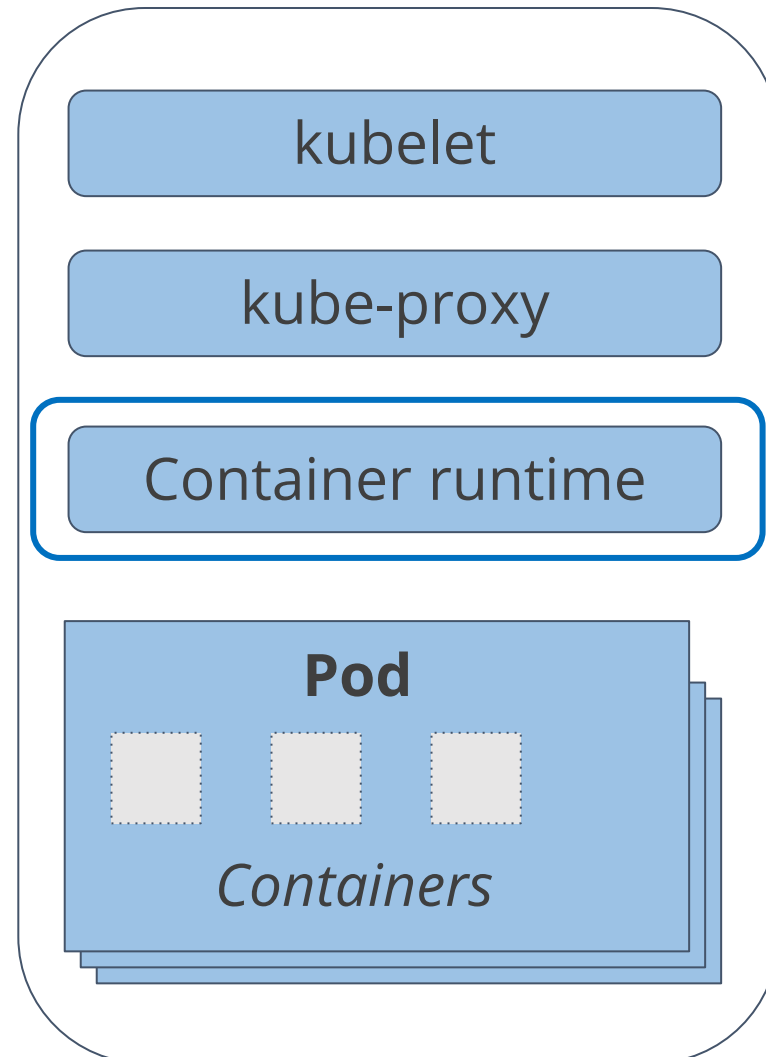 kubelet
kube-proxy
Container runtime
Pod
Containers